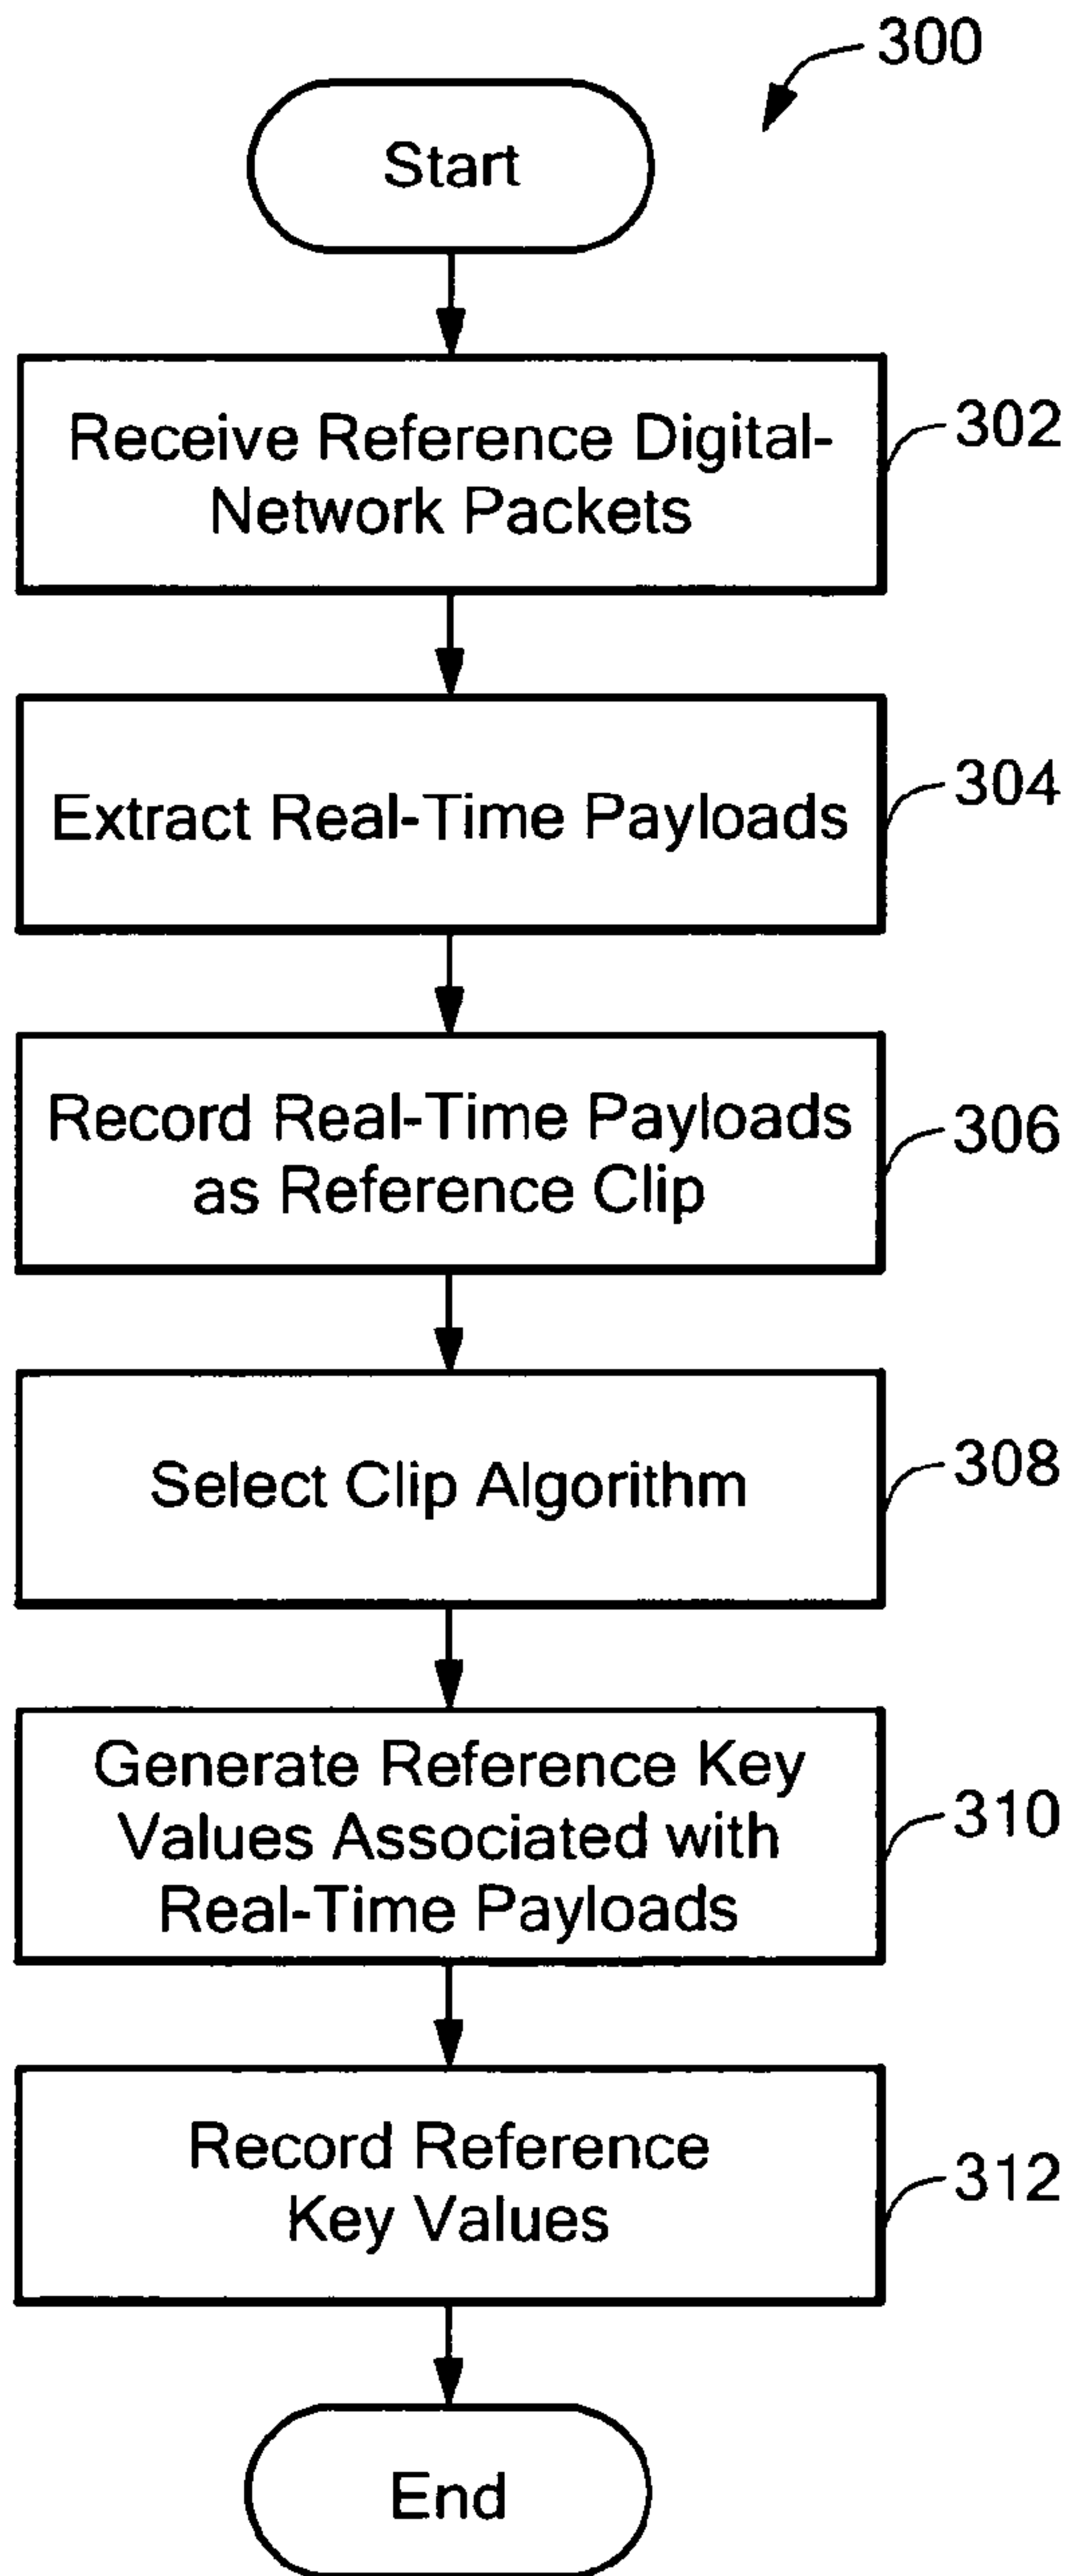 300
Start
Receive Reference Digital-
Network Packets
302
Extract Real-Time Payloads
304
Record Real-Time Payloads
as Reference Clip
306
Select Clip Algorithm
308
Generate Reference Key
Values Associated with
Real-Time Payloads
310
Record Reference
Key Values
312
End